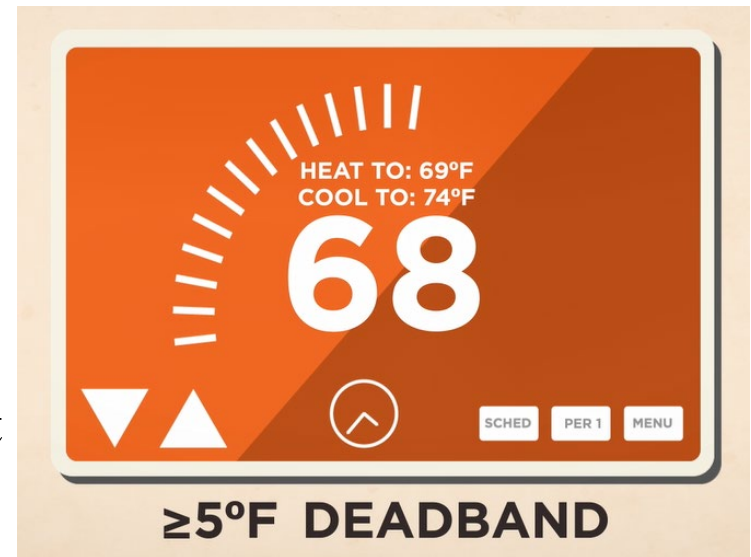 HEAT TO: 69°F
COOL TO: 74°F
68
SCHED PER 1 MENU
≥5°F DEADBAND